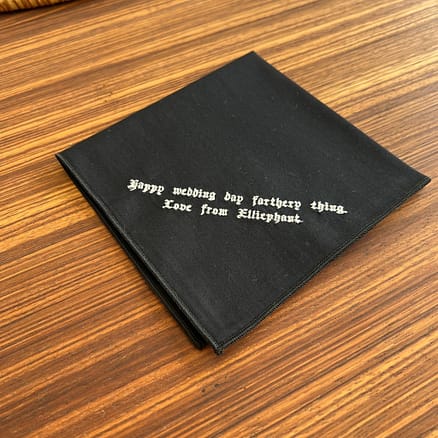 Happy wedding day farthery thing.
Love from Elliephant.